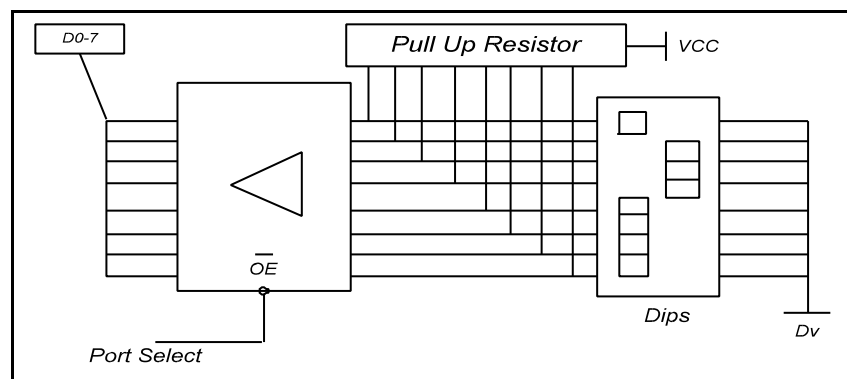 D0-7
Pull Up Resistor
VCC
OE
Dips
Port Select
Dv